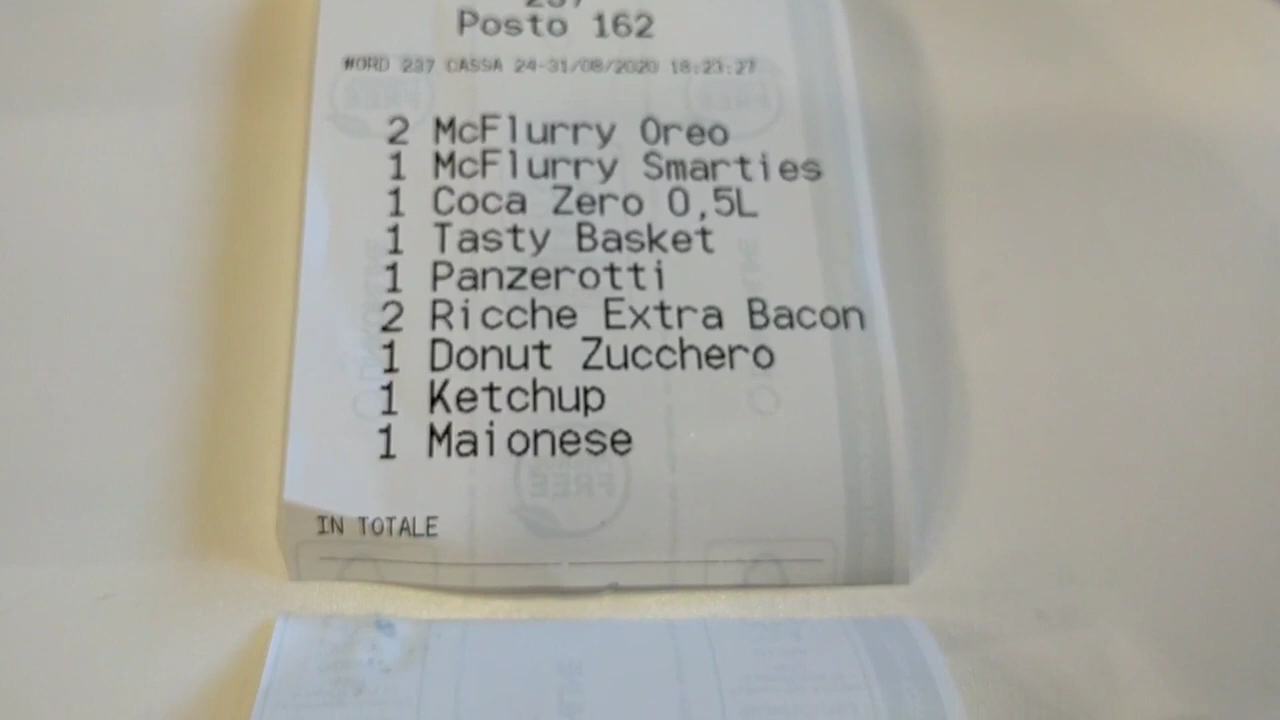 237
Posto 162
#ORD 237 CASSA 24-31/08/2020 18:23:27
2 McFlurry Oreo
1 McFlurry Smarties
1 Coca Zero 0,5L
1 Tasty Basket
1 Panzerotti
2 Ricche Extra Bacon
1 Donut Zucchero
1 Ketchup
1 Maionese
FREE
IN TOTALE